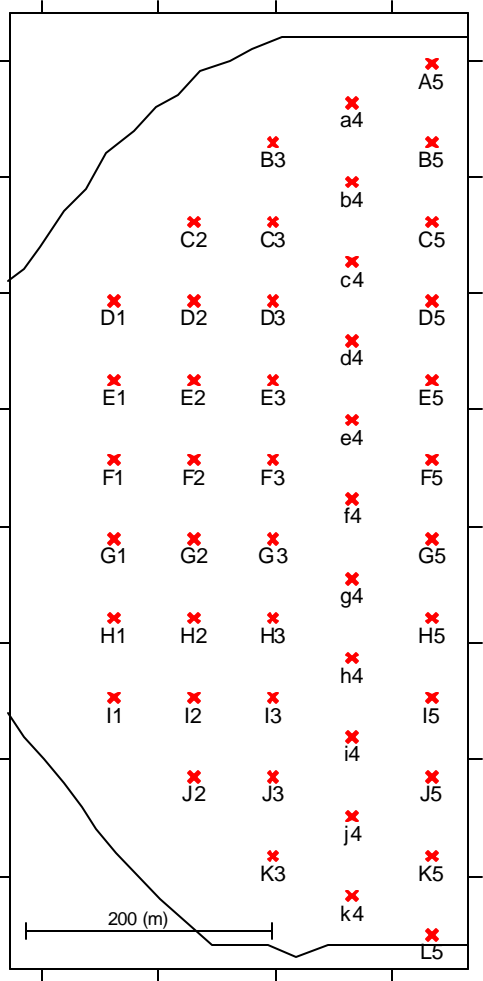 A5
a4
B3 B5
b4
C2 C3 C5
c4
D1 D2 D3 D5
d4
E1 E2 E3 E5
e4
F1 F2 F3 F5
f4
G1 G2 G3 G5
g4
H1 H2 H3 H5
h4
I1 I2 I3 I5
i4
J2 J3 J5
j4
K3 K5
k4
200 (m)
L5